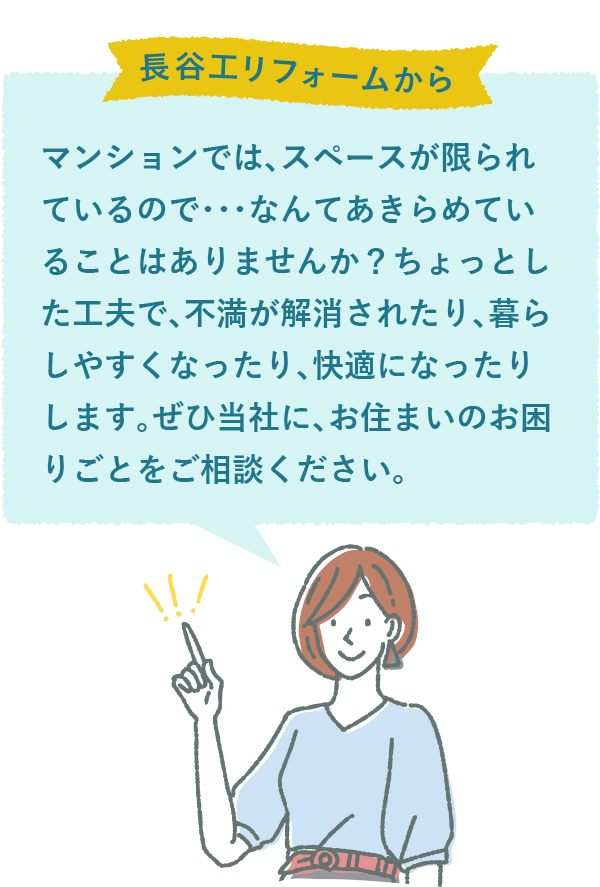 長谷工リフォームから
マンションでは、スペースが限られ
ているので･･･なんてあきらめてい
ることはありませんか？ちょっとし
た工夫で、不満が解消されたり、暮ら
しやすくなったり、快適になったり
します。ぜひ当社に、お住まいのお困
りごとをご相談ください。